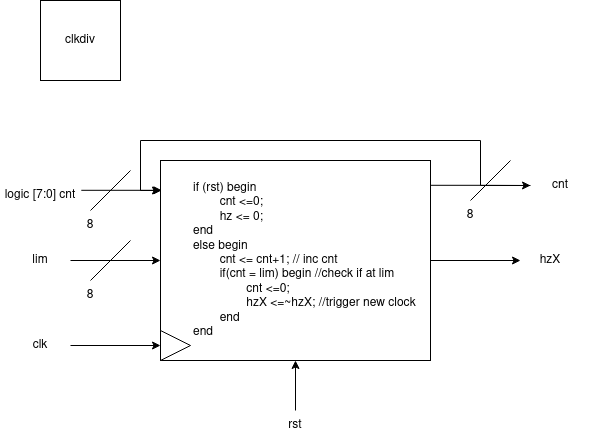 clkdiv
logic [7:0] cnt
8
lim
8
clk
if (rst) begin
cnt <=0;
hz <= 0;
end
else begin
cnt <= cnt+1; // inc cnt
if(cnt = lim) begin //check if at lim
cnt <=0;
hzX <=~hzX; //trigger new clock
end
end
cnt
8
hzX
rst